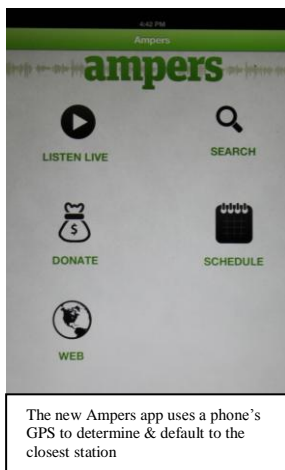 4:42 PM
Ampers
ampers
LISTEN LIVE
SEARCH
$
DONATE
SCHEDULE
WEB
The new Ampers app uses a phone's
GPS to determine & default to the
closest station